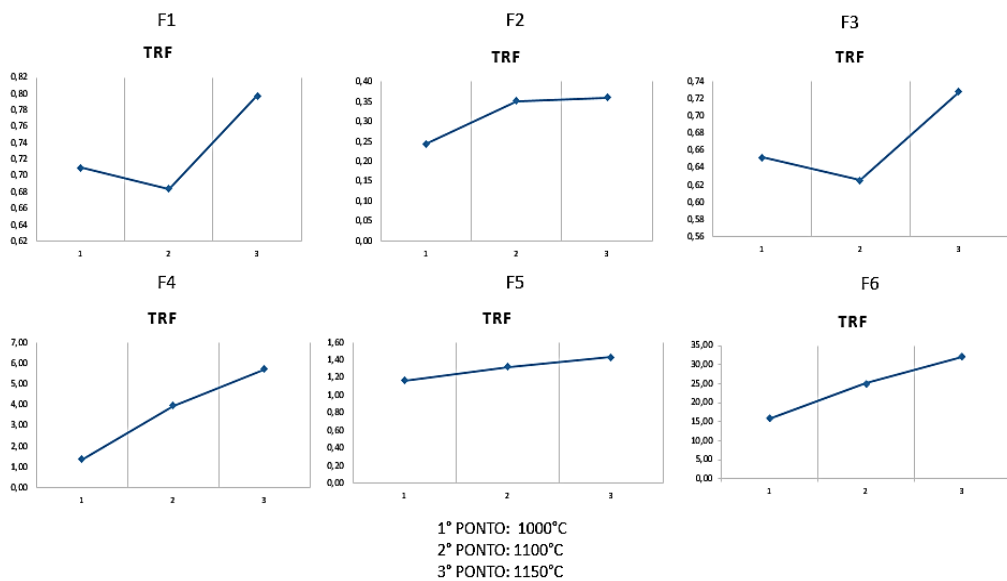 F1
TRF
0,82
0,80
0,78
0,76
0,74
0,72
0,70
0,68
0,66
0,64
0,62
1 2 3
F2
TRF
0,40
0,35
0,30
0,25
0,20
0,15
0,10
0,05
0,00
1 2 3
F3
TRF
0,74
0,72
0,70
0,68
0,66
0,64
0,62
0,60
0,58
0,56
1 2 3
F4
TRF
7,00
6,00
5,00
4,00
3,00
2,00
1,00
0,00
1 2 3
F5
TRF
1,60
1,40
1,20
1,00
0,80
0,60
0,40
0,20
0,00
1 2 3
F6
TRF
35,00
30,00
25,00
20,00
15,00
10,00
5,00
0,00
1 2 3
1° PONTO: 1000°C
2° PONTO: 1100°C
3° PONTO: 1150°C